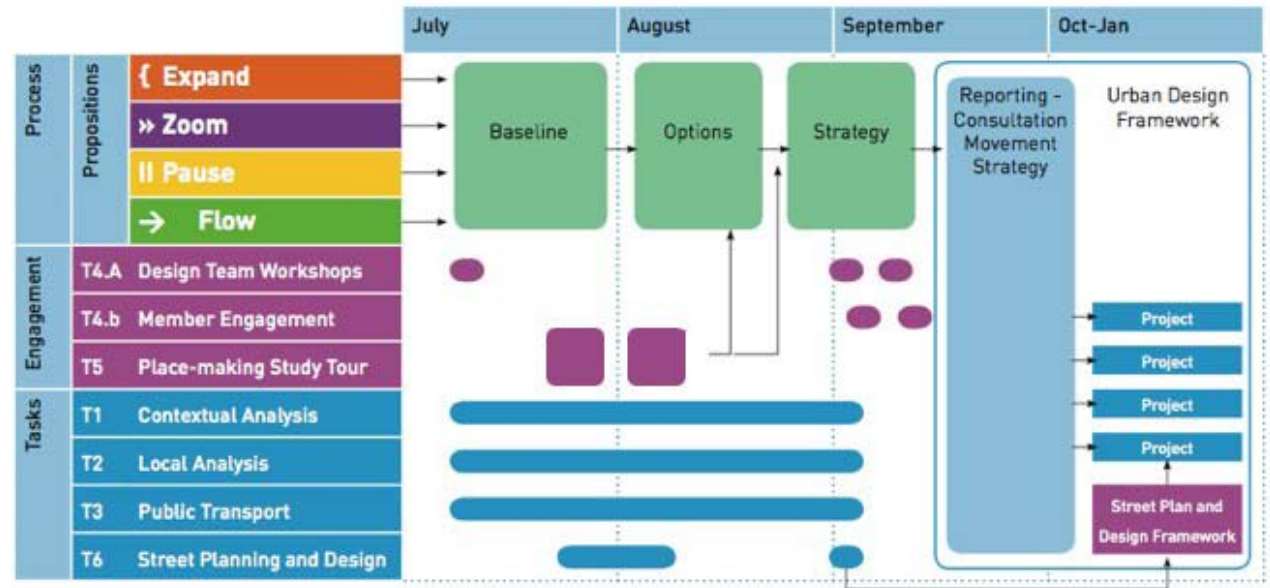 July
August
September
Oct-Jan
Process
Propositions
{ Expand
» Zoom
II Pause
→ Flow
Baseline
Options
Strategy
Reporting -
Consultation
Movement
Strategy
Urban Design
Framework
Engagement
T4.A Design Team Workshops
T4.b Member Engagement
T5 Place-making Study Tour
Project
Project
Project
Project
Tasks
T1 Contextual Analysis
T2 Local Analysis
T3 Public Transport
T6 Street Planning and Design
Street Plan and
Design Framework